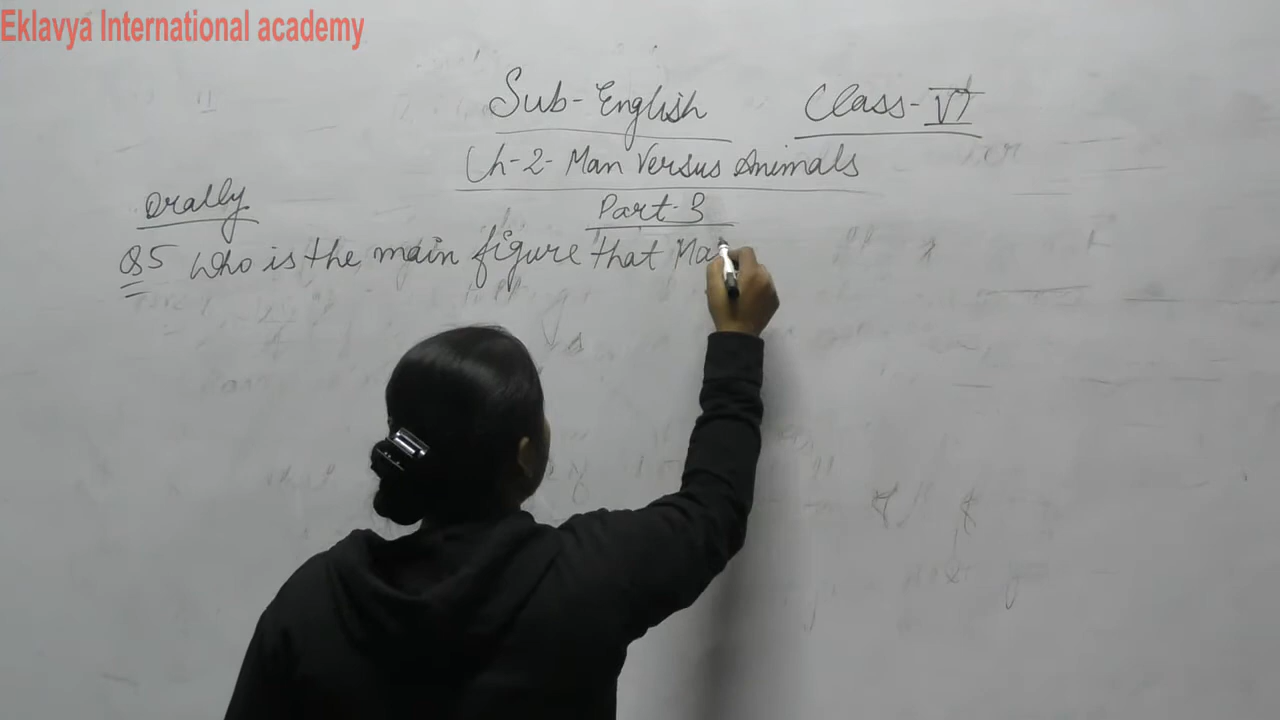 Eklavya International academy
Sub- English Class- VI
Ch-2- Man Versus Animals
Orally
Part-3
Q5 Who is the main figure that Ma